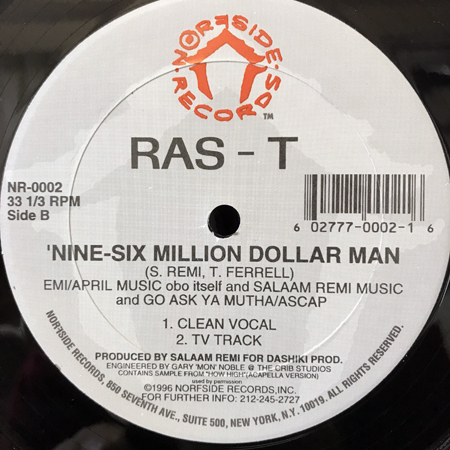 NORFSIDE
RECORDS
TM
RAS - T
NR-0002
33 1/3 RPM
Side B
6 02777-0002-1 6
'NINE-SIX MILLION DOLLAR MAN
(S. REMI, T. FERRELL)
EMI/APRIL MUSIC obo itself and SALAAM REMI MUSIC
and GO ASK YA MUTHA/ASCAP
1. CLEAN VOCAL
2. TV TRACK
PRODUCED BY SALAAM REMI FOR DASHIKI PROD.
ENGINEERED BY GARY 'MON' NOBLE @ THE CRIB STUDIOS
CONTAINS SAMPLE FROM "HOW HIGH"(ACAPELLA VERSION)
used by permission
©1996 NORFSIDE RECORDS,INC.
FOR FURTHER INFO: 212-245-2727
NORFSIDE RECORDS, 850 SEVENTH AVE., SUITE 500, NEW YORK, N.Y. 10019. ALL RIGHTS RESERVED.